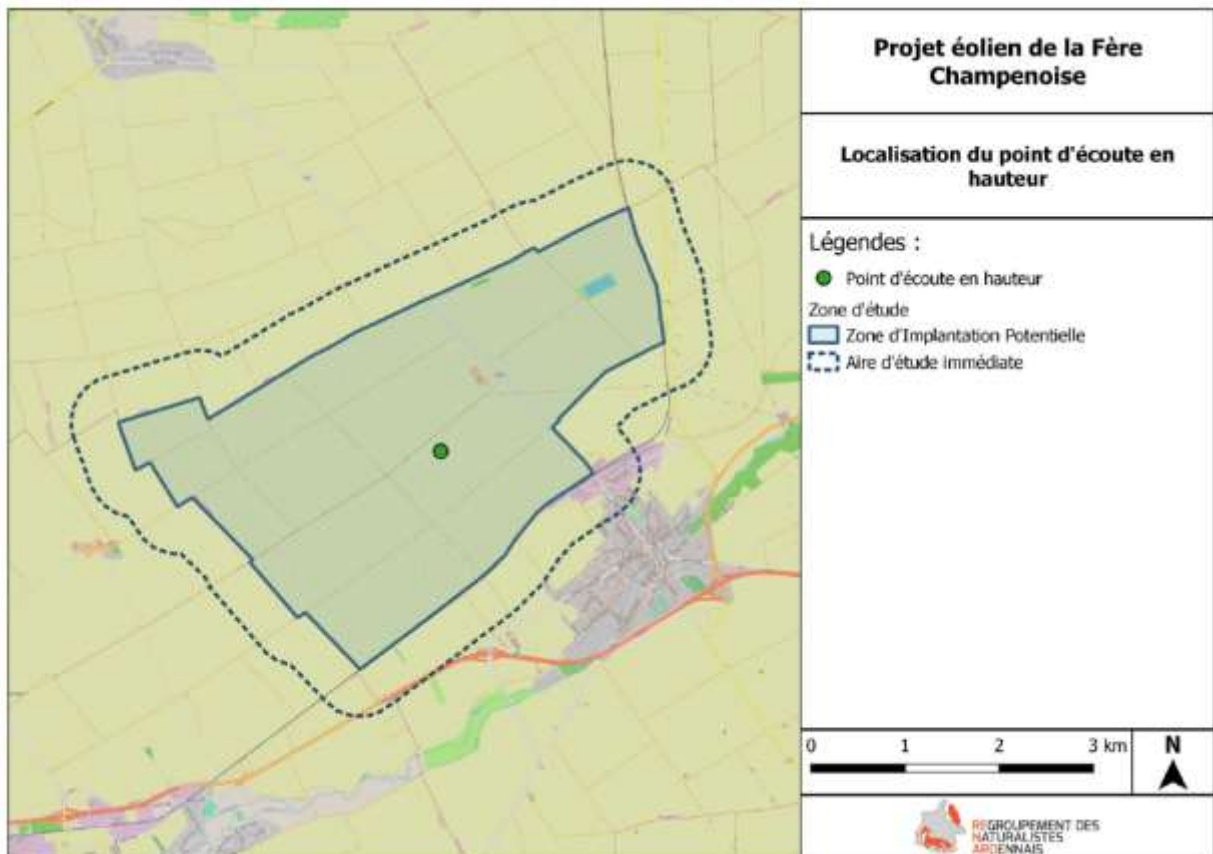 Projet éolien de la Fère
Champenoise
Localisation du point d'écoute en
hauteur
Légendes :
Point d'écoute en hauteur
Zone d'étude
Zone d'Implantation Potentielle
Aire d'étude immédiate
0 1 2 3 km
N
REGROUPEMENT DES
NATURALISTES
ARDENNAIS